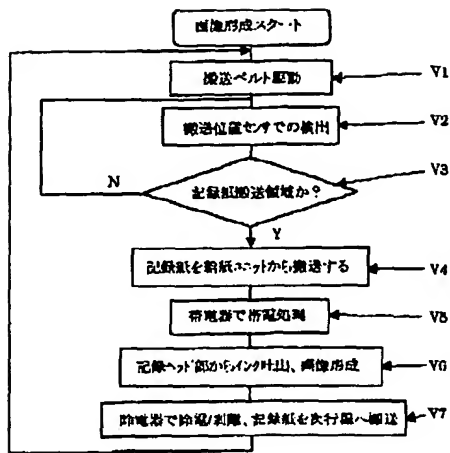 画像形成スタート
搬送ベルト駆動
V1
搬送位置センサでの検出
V2
記録紙搬送領域か?
V3
N
Y
記録紙を給紙ユニットから搬送する
V4
帯電器で帯電処理
V5
記録ヘッド部からインク吐出、画像形成
V6
除電器で除電/剥離、記録紙を次行程へ搬送
V7